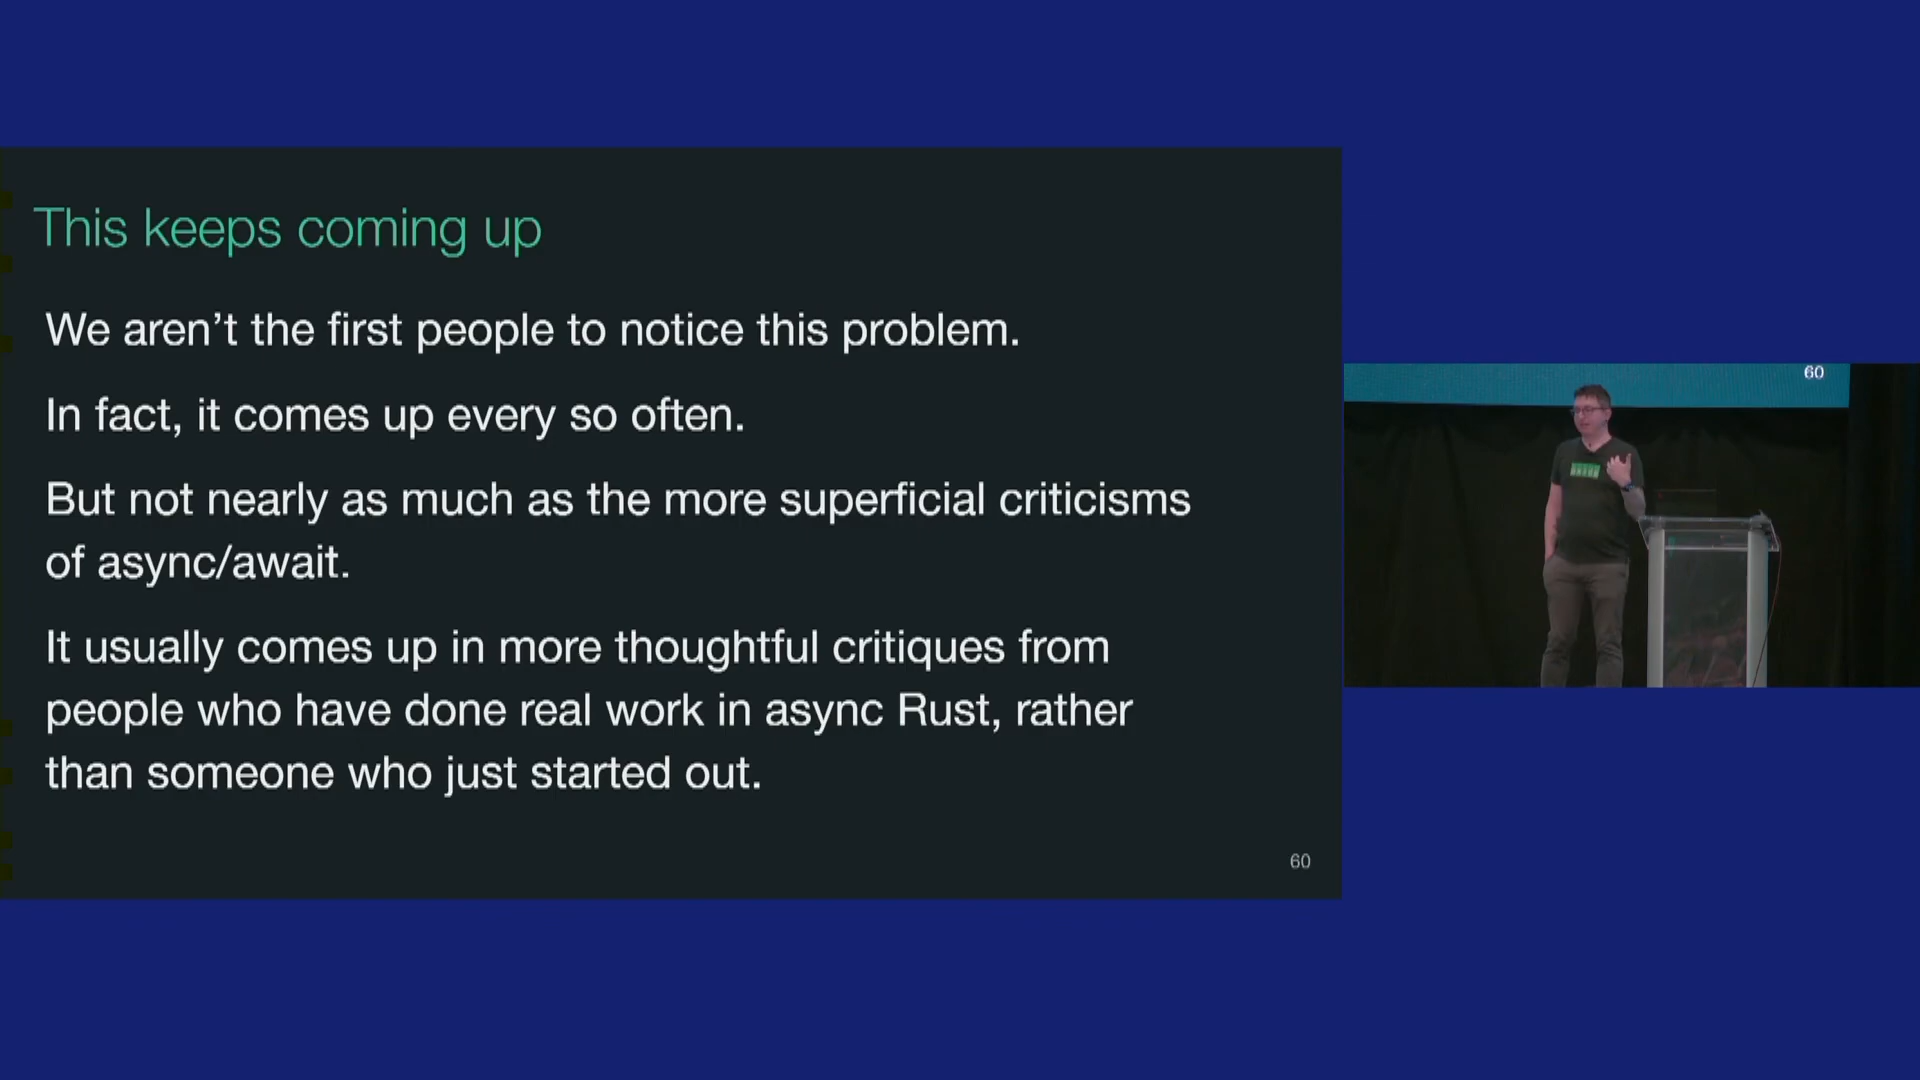 This keeps coming up
We aren’t the first people to notice this problem.
In fact, it comes up every so often.
But not nearly as much as the more superficial criticisms
of async/await.
It usually comes up in more thoughtful critiques from
people who have done real work in async Rust, rather
than someone who just started out.
60
60